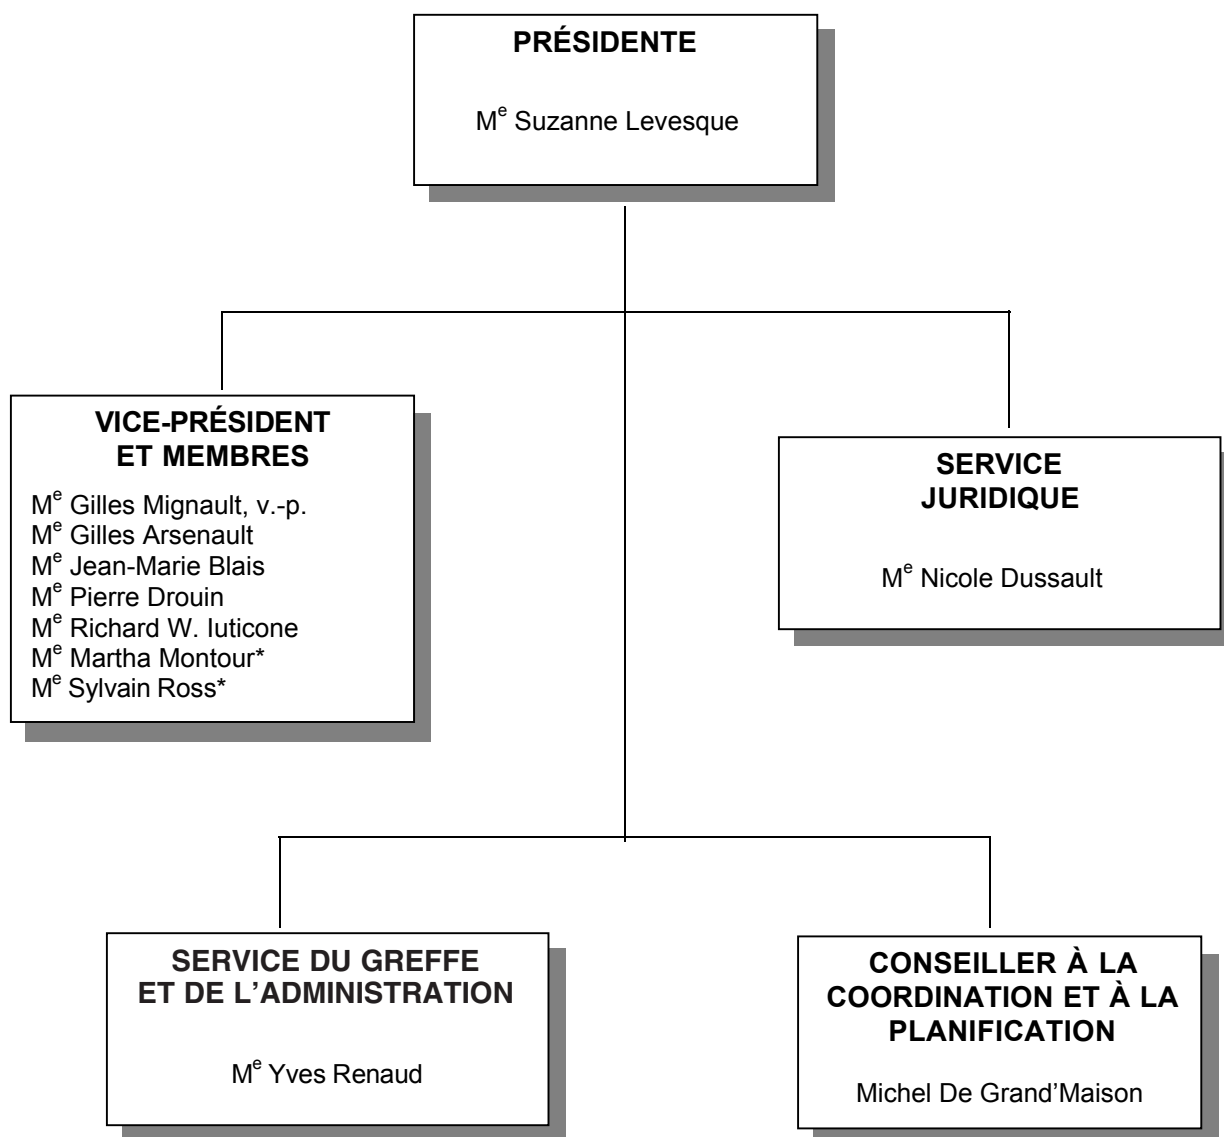 PRÉSIDENTE
Mᵉ Suzanne Levesque
VICE-PRÉSIDENT
ET MEMBRES
Mᵉ Gilles Mignault, v.-p.
Mᵉ Gilles Arsenault
Mᵉ Jean-Marie Blais
Mᵉ Pierre Drouin
Mᵉ Richard W. Iuticone
Mᵉ Martha Montour*
Mᵉ Sylvain Ross*
SERVICE
JURIDIQUE
Mᵉ Nicole Dussault
SERVICE DU GREFFE
ET DE L’ADMINISTRATION
Mᵉ Yves Renaud
CONSEILLER À LA
COORDINATION ET À LA
PLANIFICATION
Michel De Grand’Maison